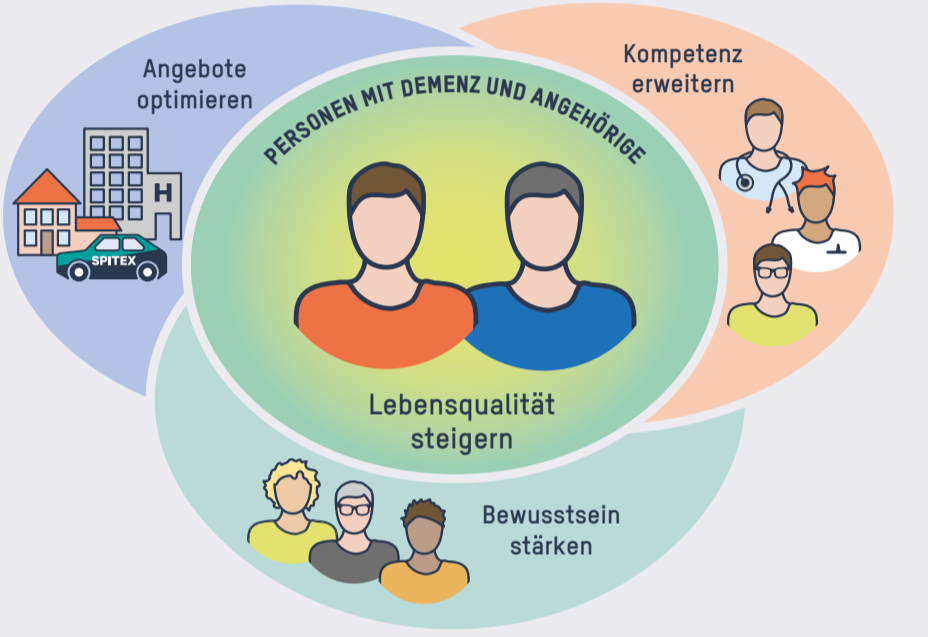 Angebote
optimieren
H
SPITEX
PERSONEN MIT DEMENZ UND ANGEHÖRIGE
Lebensqualität
steigern
Kompetenz
erweitern
Bewusstsein
stärken